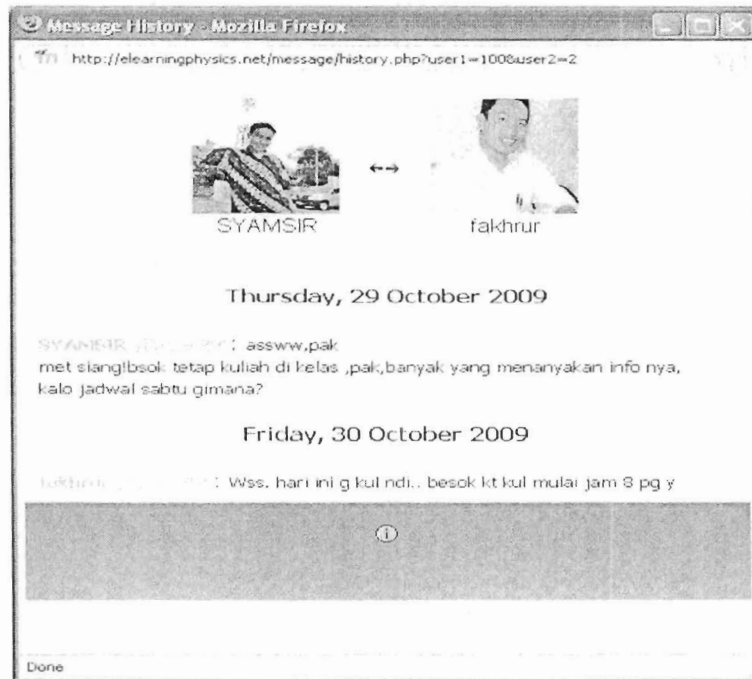 Message History - Mozilla Firefox
http://elearningphysics.net/message/history.php?user1=100&user2=2
SYAMSIR
fakhrur
Thursday, 29 October 2009
SYAMSIR : assww,pak
met siang!bsok tetap kuliah di kelas ,pak,banyak yang menanyakan info nya,
kalo jadwal sabtu gimana?
Friday, 30 October 2009
fakhrur : Wss. hari ini g kul ndi.. besok kt kul mulai jam 8 pg y
Done